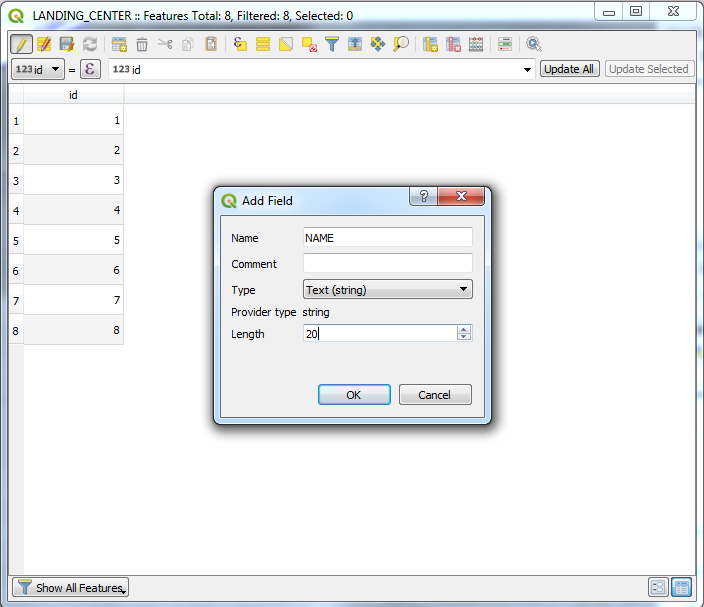 LANDING_CENTER :: Features Total: 8, Filtered: 8, Selected: 0
123 id = ε 123 id Update All Update Selected
id
1 1
2 2
3 3
4 4
5 5
6 6
7 7
8 8
Add Field
?
Name NAME
Comment
Type Text (string)
Provider type string
Length 20
OK Cancel
Show All Features